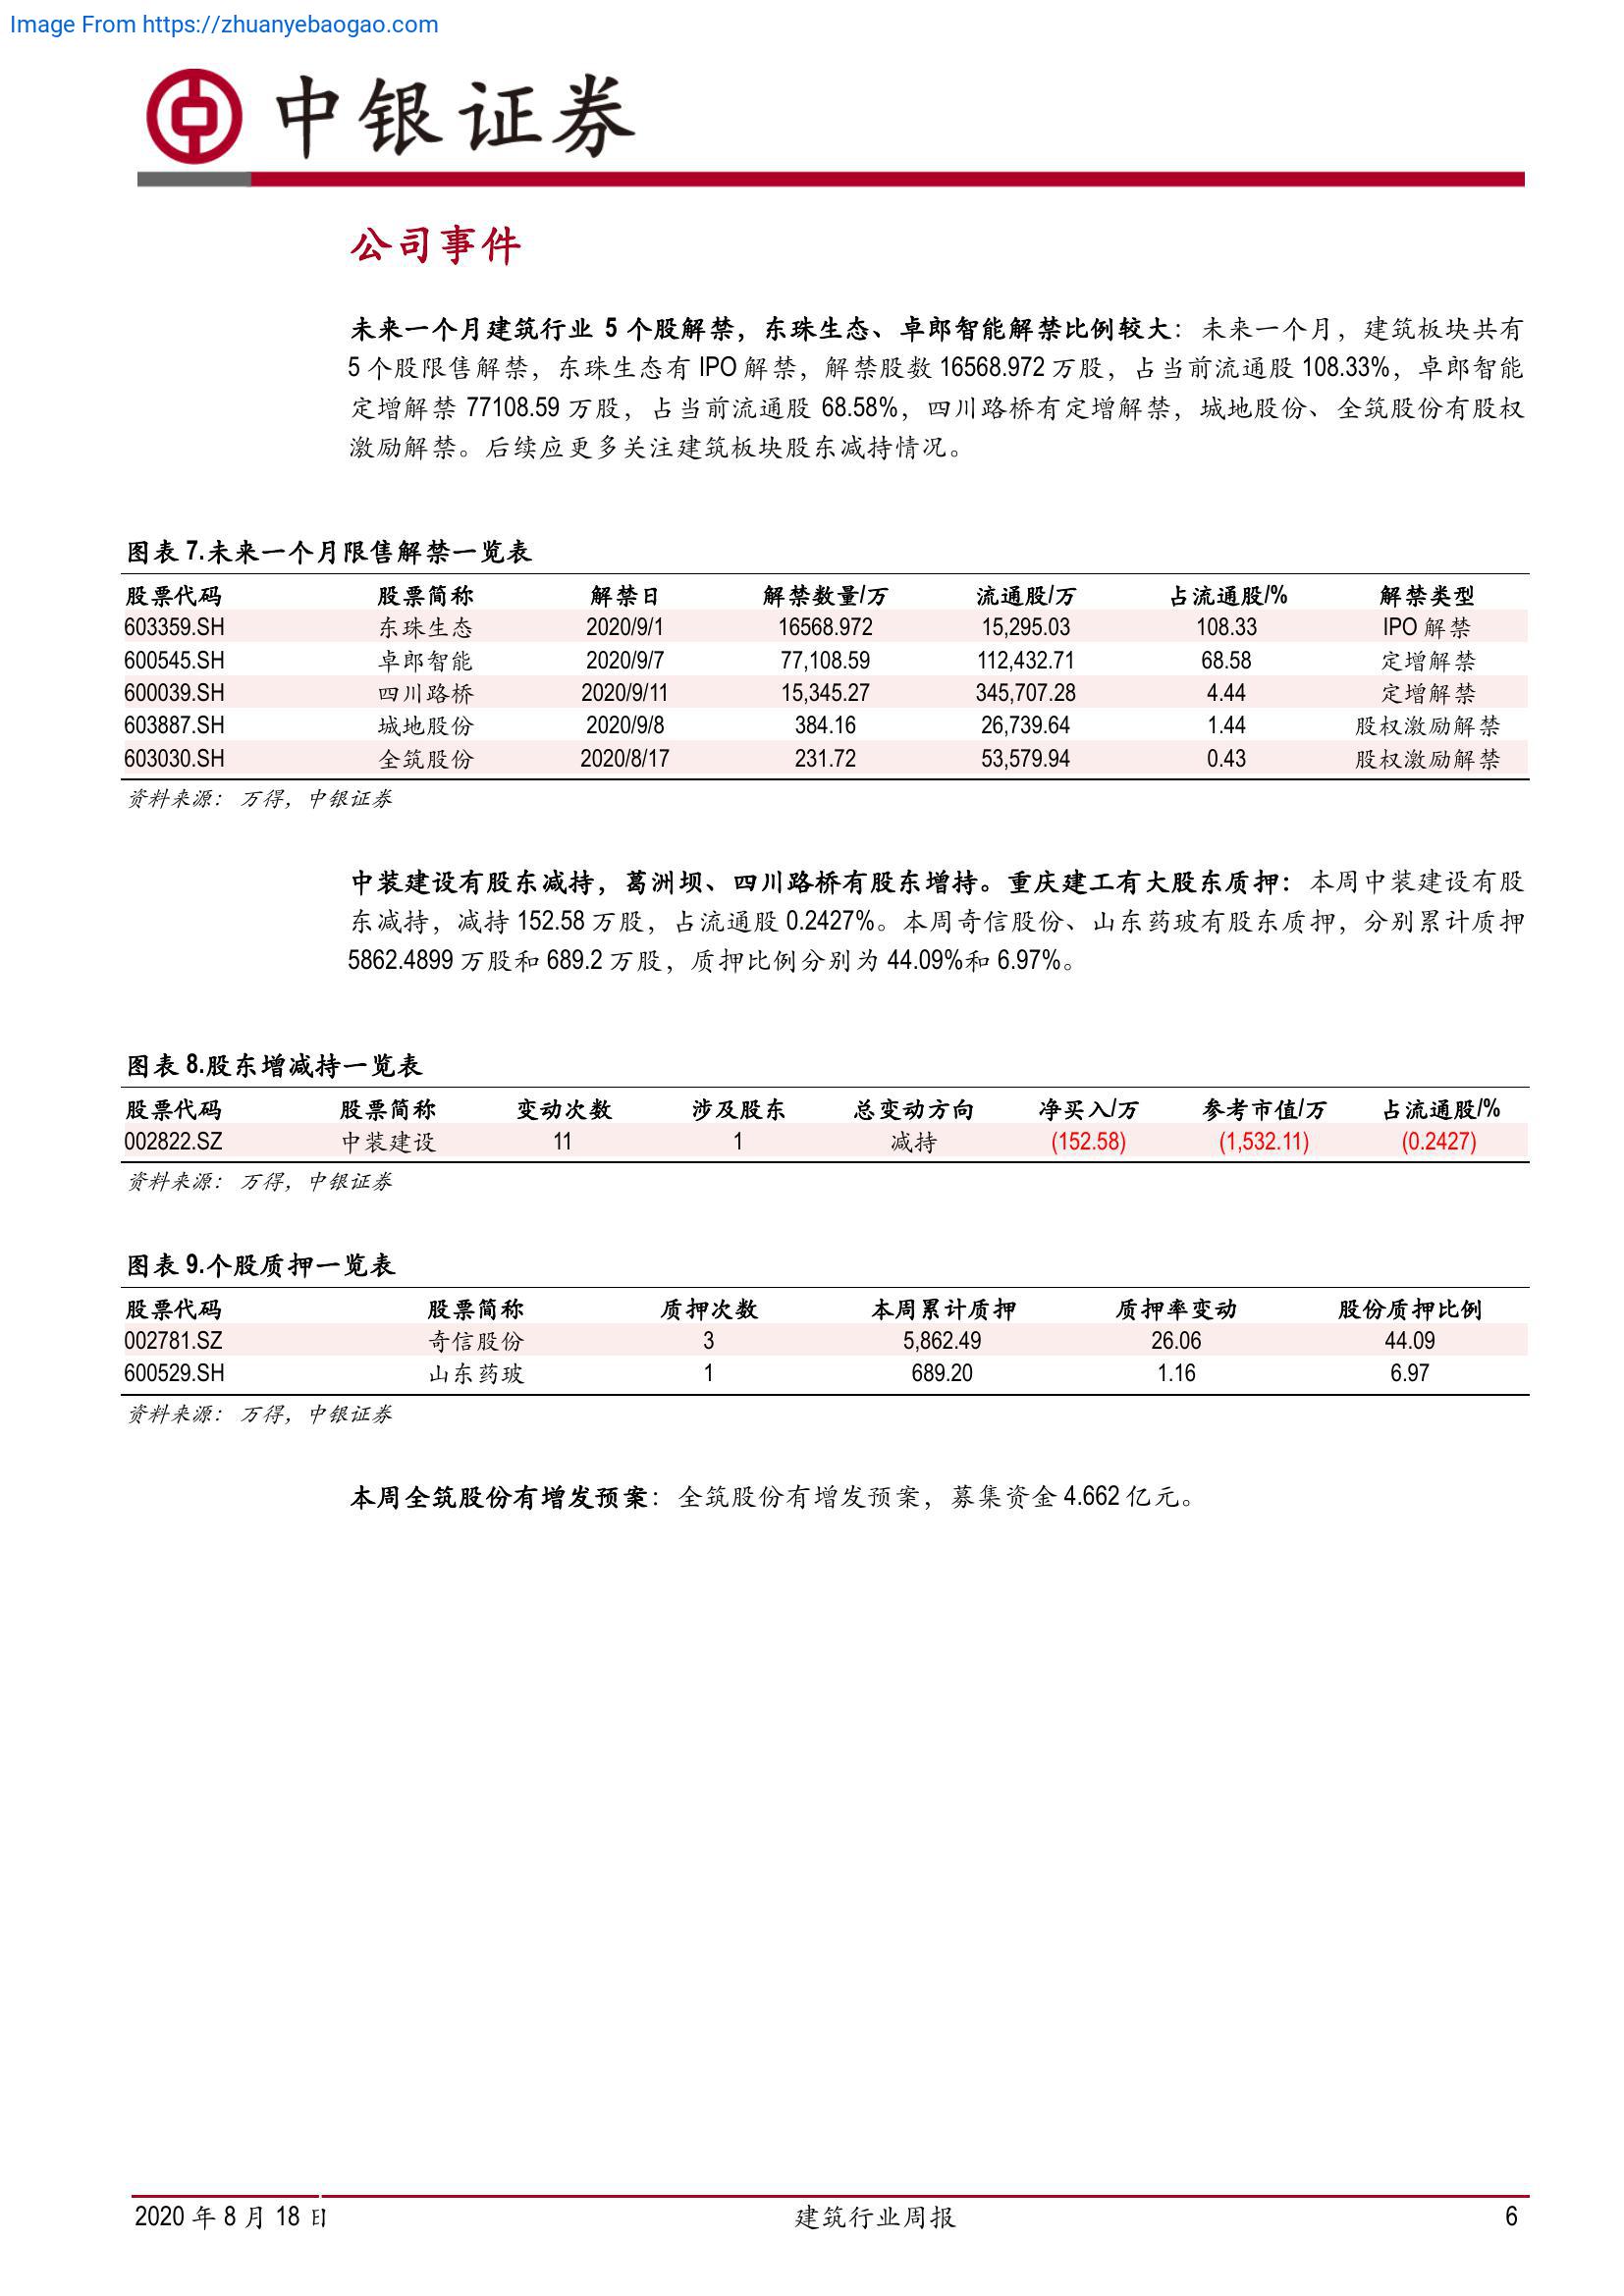 Image From https://zhuanyebaogao.com
中银证券
公司事件
未来一个月建筑行业 5 个股解禁，东珠生态、卓郎智能解禁比例较大：未来一个月，建筑板块共有
5 个股限售解禁，东珠生态有 IPO 解禁，解禁股数 16568.972 万股，占当前流通股 108.33%，卓郎智能
定增解禁 77108.59 万股，占当前流通股 68.58%，四川路桥有定增解禁，城地股份、全筑股份有股权
激励解禁。后续应更多关注建筑板块股东减持情况。
图表 7.未来一个月限售解禁一览表
股票代码 股票简称 解禁日 解禁数量/万 流通股/万 占流通股/% 解禁类型
603359.SH 东珠生态 2020/9/1 16568.972 15,295.03 108.33 IPO 解禁
600545.SH 卓郎智能 2020/9/7 77,108.59 112,432.71 68.58 定增解禁
600039.SH 四川路桥 2020/9/11 15,345.27 345,707.28 4.44 定增解禁
603887.SH 城地股份 2020/9/8 384.16 26,739.64 1.44 股权激励解禁
603030.SH 全筑股份 2020/8/17 231.72 53,579.94 0.43 股权激励解禁
资料来源：万得，中银证券
中装建设有股东减持，葛洲坝、四川路桥有股东增持。重庆建工有大股东质押：本周中装建设有股
东减持，减持 152.58 万股，占流通股 0.2427%。本周奇信股份、山东药玻有股东质押，分别累计质押
5862.4899 万股和 689.2 万股，质押比例分别为 44.09%和 6.97%。
图表 8.股东增减持一览表
股票代码 股票简称 变动次数 涉及股东 总变动方向 净买入/万 参考市值/万 占流通股/%
002822.SZ 中装建设 11 1 减持 (152.58) (1,532.11) (0.2427)
资料来源：万得，中银证券
图表 9.个股质押一览表
股票代码 股票简称 质押次数 本周累计质押 质押率变动 股份质押比例
002781.SZ 奇信股份 3 5,862.49 26.06 44.09
600529.SH 山东药玻 1 689.20 1.16 6.97
资料来源：万得，中银证券
本周全筑股份有增发预案：全筑股份有增发预案，募集资金 4.662 亿元。
2020 年 8 月 18 日 建筑行业周报 6